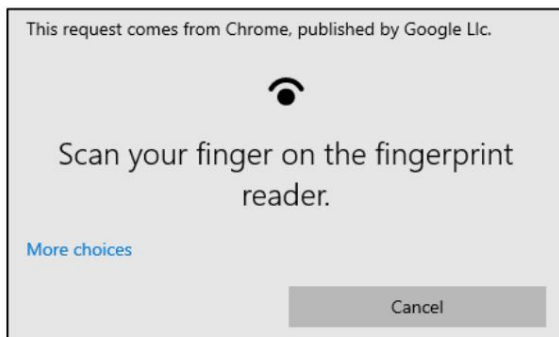 This request comes from Chrome, published by Google Llc.
Scan your finger on the fingerprint
reader.
More choices
Cancel